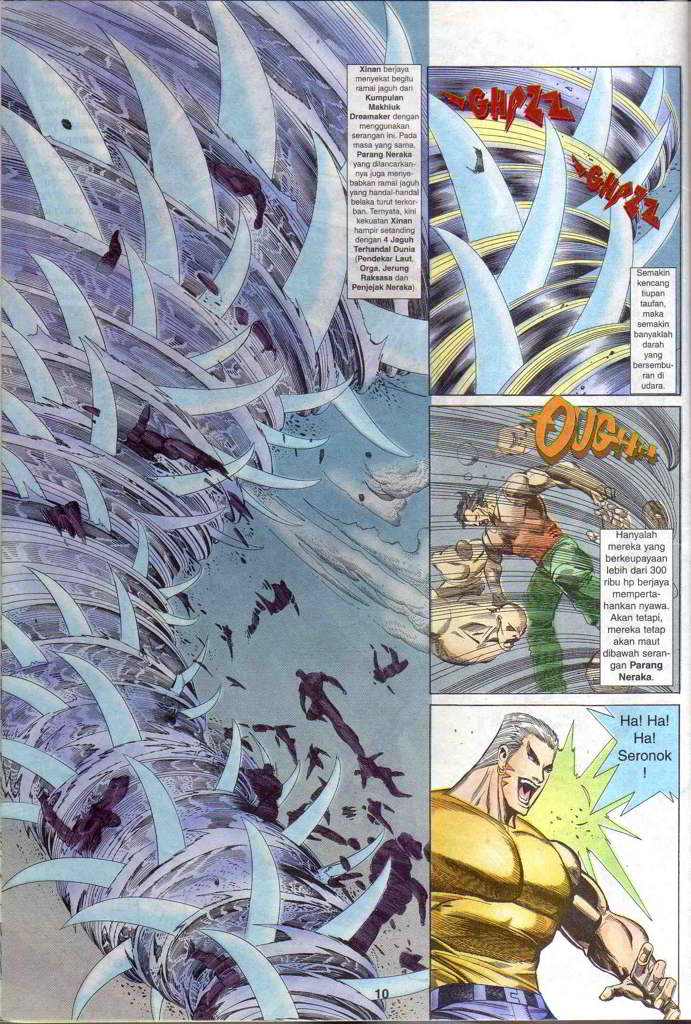 Xinan berjaya
menyekat begitu
ramai jaguh dari
Kumpulan
Makhluk
Dreamaker dengan
menggunakan
serangan ini. Pada
masa yang sama,
Parang Neraka
yang dilancarkan-
nya juga menye-
babkan ramai jaguh
yang handal-handal
belaka turut terkor-
ban. Ternyata, kini
kekuatan Xinan
hampir setanding
dengan 4 Jaguh
Terhandal Dunia
(Pendekar Laut,
Orga, Jerung
Raksasa dan
Penjejak Neraka).
GHPZZ
GHPZZ
Semakin
kencang
tiupan
taufan,
maka
semakin
banyaklah
darah
yang
bersembu-
ran di
udara.
OUGHH!
Hanyalah
mereka yang
berkeupayaan
lebih dari 300
ribu hp berjaya
memperta-
hankan nyawa.
Akan tetapi,
mereka tetap
akan maut
dibawah seran-
gan Parang
Neraka.
Ha! Ha!
Ha!
Seronok
!
10